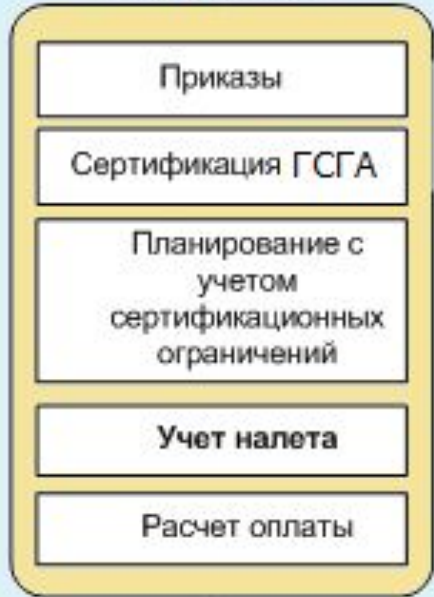 Приказы
Сертификация ГСГА
Планирование с
учетом
сертификационных
ограничений
Учет налета
Расчет оплаты